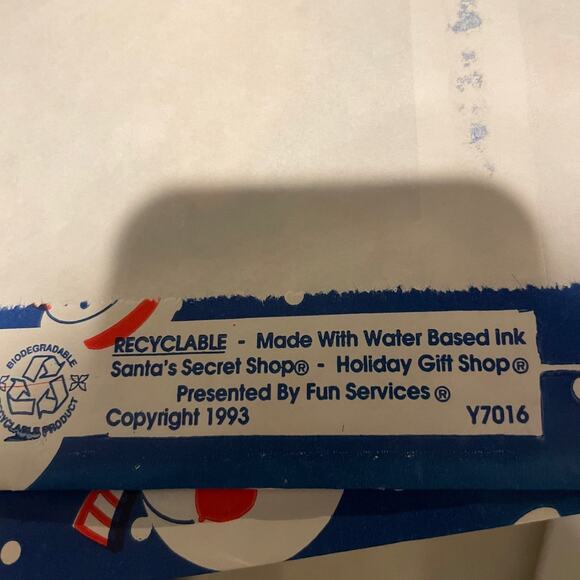 RECYCLABLE - Made With Water Based ink
Santa's Secret Shop® - Holiday Gift Shop®
Presented By Fun Services®
Copyright 1993 Y7016
BIODEGRADABLE
RECYCLABLE PRODUCT